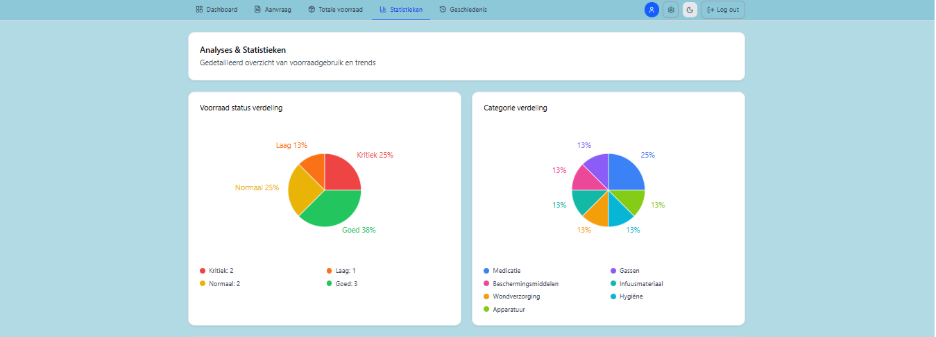 Dashboard Aanvraag Totale voorraad Statistieken Geschiedenis Log out
Analyses & Statistieken
Gedetailleerd overzicht van voorraadgebruik en trends
Voorraad status verdeling
Laag 13%
Kritiek 25%
Normaal 25%
Goed 38%
Kritiek: 2
Laag: 1
Normaal: 2
Goed: 3
Categorie verdeling
13%
25%
13%
13%
13%
13%
13%
Medicatie
Gassen
Beschermingsmiddelen
Infuusmateriaal
Wondverzorging
Hygiëne
Apparatuur